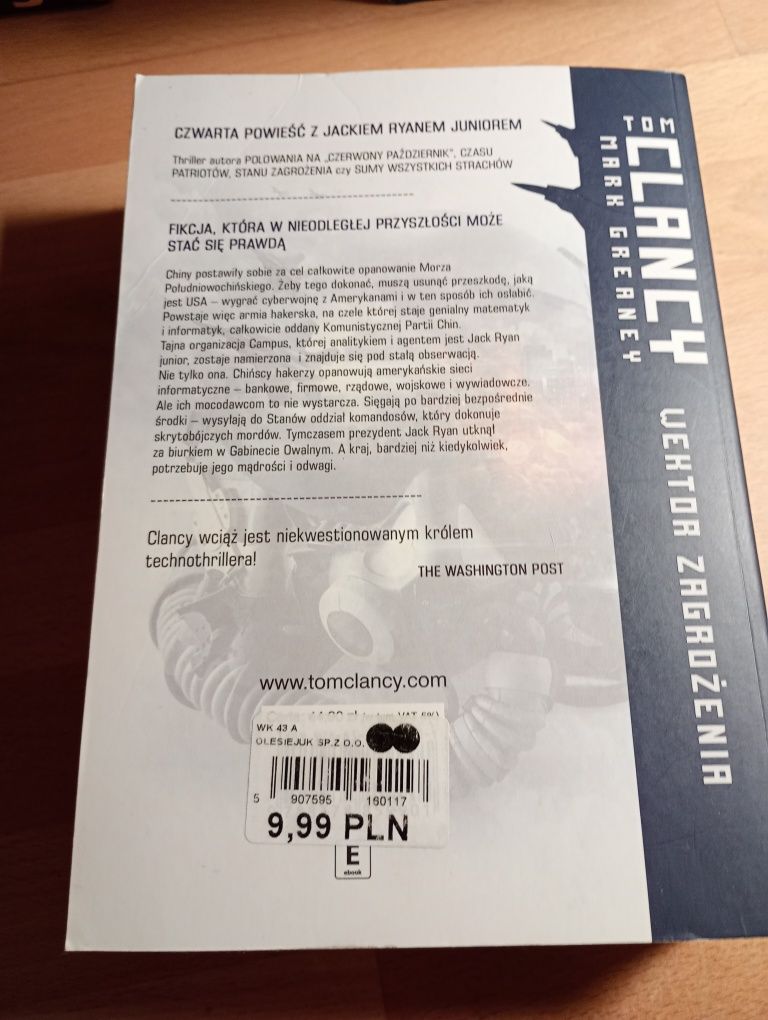 CZWARTA POWIEŚĆ Z JACKIEM RYANEM JUNIOREM
Thriller autora POLOWANIA NA „CZERWONY PAŹDZIERNIK”, CZASU
PATRIOTÓW, STANU ZAGROŻENIA czy SUMY WSZYSTKICH STRACHÓW
FIKCJA, KTÓRA W NIEODLEGŁEJ PRZYSZŁOŚCI MOŻE
STAĆ SIĘ PRAWDĄ
Chiny postawiły sobie za cel całkowite opanowanie Morza
Południowochińskiego. Żeby tego dokonać, muszą usunąć przeszkodę, jaką
jest USA – wygrać cyberwojnę z Amerykanami i w ten sposób ich osłabić.
Powstaje więc armia hakerska, na czele której staje genialny matematyk
i informatyk, całkowicie oddany Komunistycznej Partii Chin.
Tajna organizacja Campus, której analitykiem i agentem jest Jack Ryan
junior, zostaje namierzona i znajduje się pod stałą obserwacją.
Nie tylko ona. Chińscy hakerzy opanowują amerykańskie sieci
informatyczne – bankowe, firmowe, rządowe, wojskowe i wywiadowcze.
Ale ich mocodawcom to nie wystarcza. Sięgają po bardziej bezpośrednie
środki – wysyłają do Stanów oddział komandosów, który dokonuje
skrytobójczych mordów. Tymczasem prezydent Jack Ryan utknął
za biurkiem w Gabinecie Owalnym. A kraj, bardziej niż kiedykolwiek,
potrzebuje jego mądrości i odwagi.
Clancy wciąż jest niekwestionowanym królem
technothrillera!
THE WASHINGTON POST
www.tomclancy.com
WK 43 A
OLESIEJUK SP.Z O.O.
5 907595 160117
9,99 PLN
E
ebook
TOM
CLANCY
MARK GREANEY
WEKTOR ZAGROŻENIA